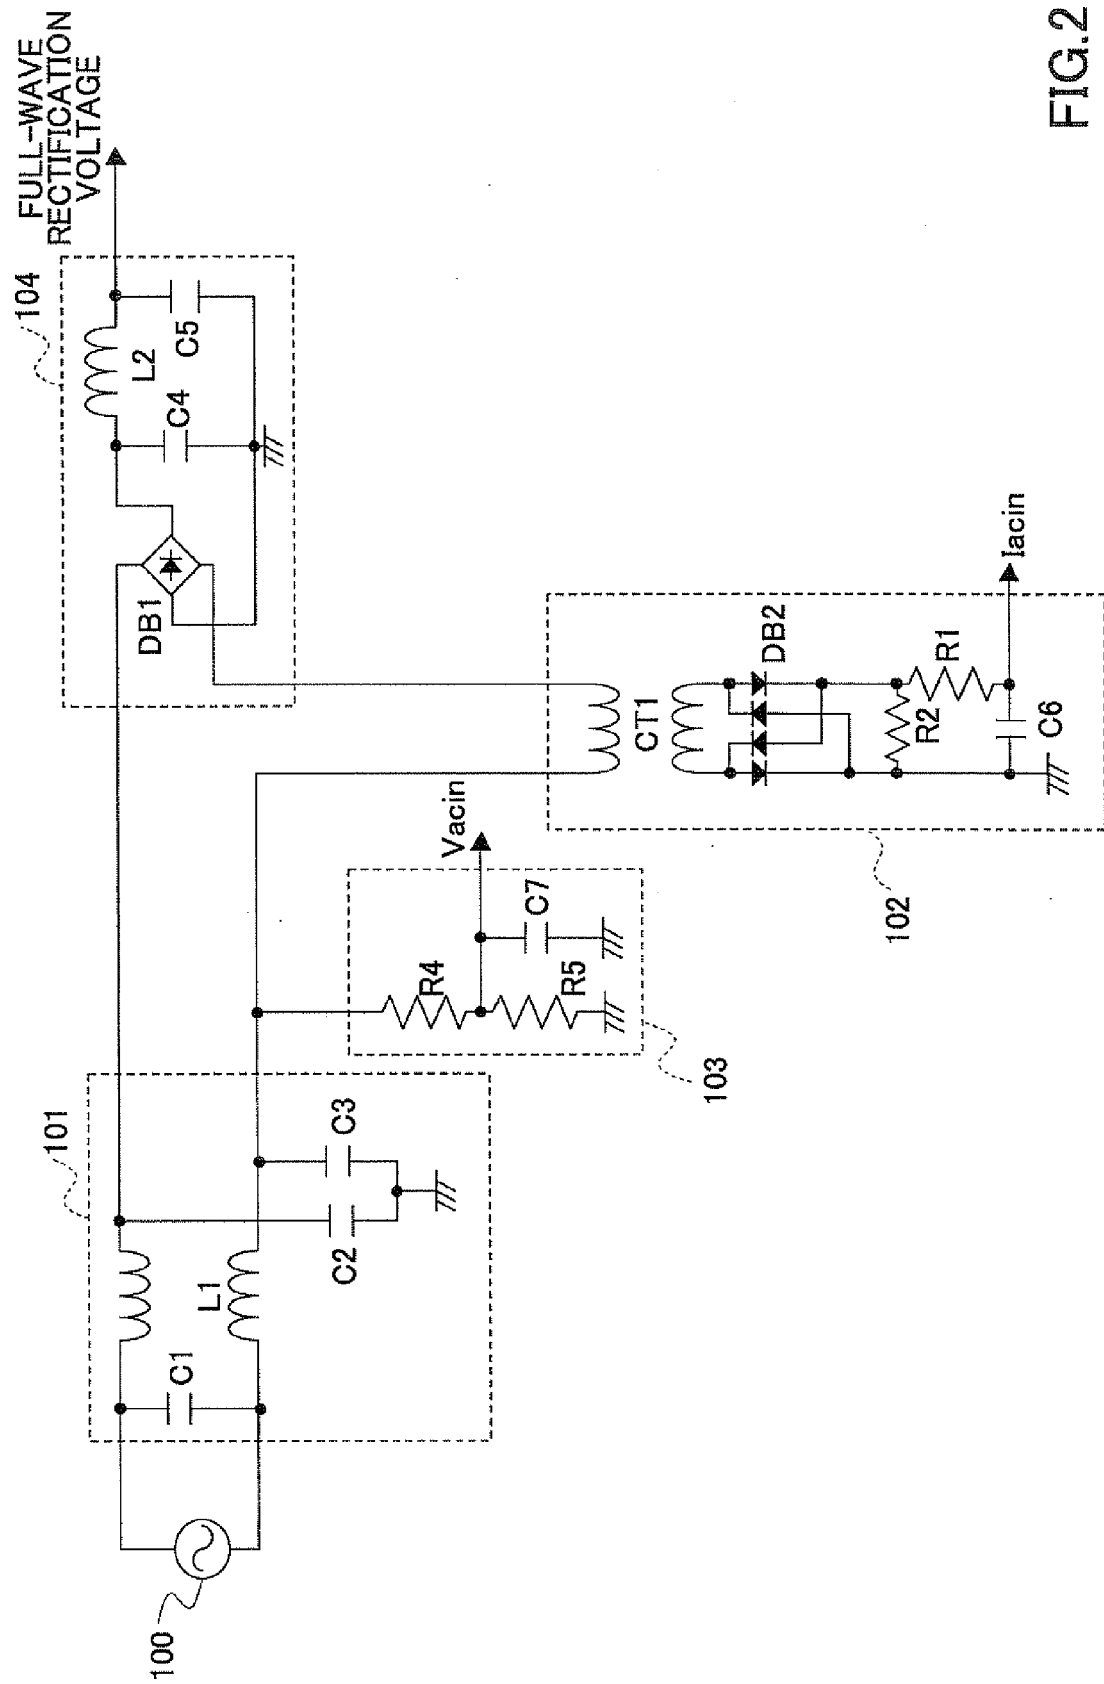 FULL-WAVE
RECTIFICATION
VOLTAGE
104
L2
C5
C4
DB1
101
C1
L1
C2
C3
100
R4
R5
C7
Vacin
103
CT1
DB2
R2
R1
C6
Iacin
102
FIG.2